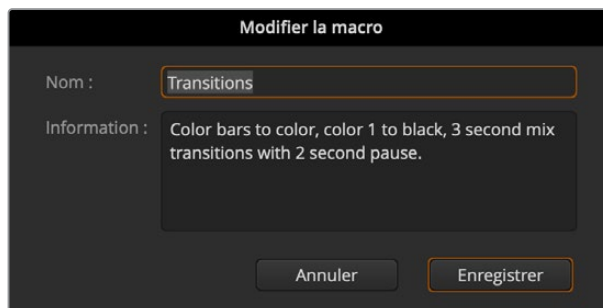 Modifier la macro
Nom : Transitions
Information : Color bars to color, color 1 to black, 3 second mix
transitions with 2 second pause.
Annuler Enregistrer